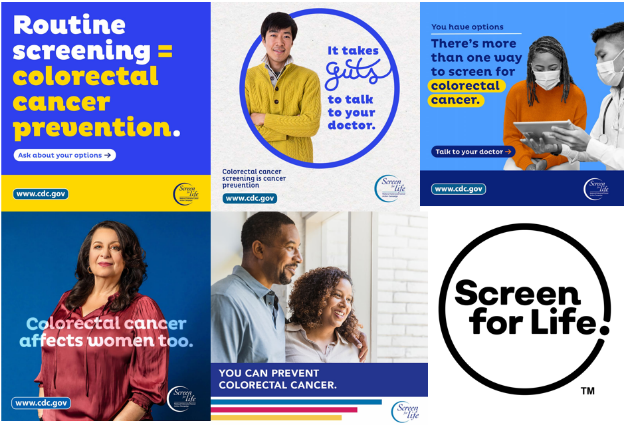 Routine
screening =
colorectal
cancer
prevention.
Ask about your options →
www.cdc.gov
Screen
for Life
It takes
guts
to talk
to your
doctor.
Colorectal cancer
screening is cancer
prevention
www.cdc.gov
Screen
for Life
You have options
There's more
than one way
to screen for
colorectal
cancer.
Talk to your doctor →
www.cdc.gov
Screen
for Life
Colorectal cancer
affects women too.
www.cdc.gov
Screen
for Life
YOU CAN PREVENT
COLORECTAL CANCER.
Screen
for Life
Screen
for Life.
TM